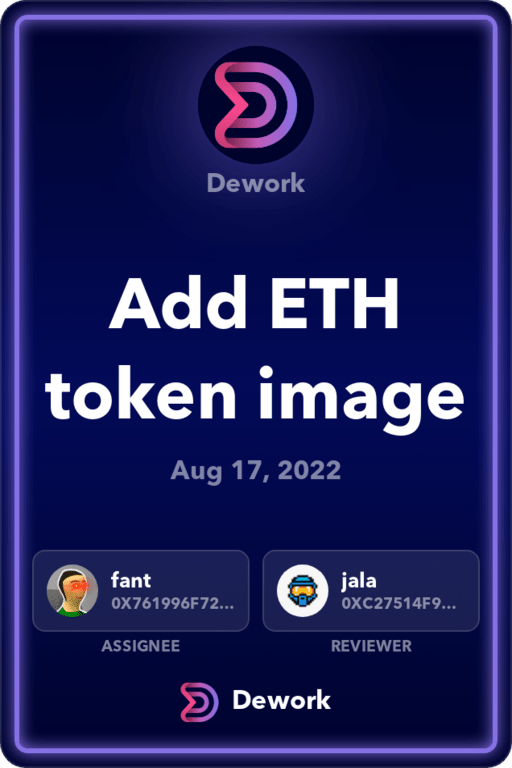 Dework
Add ETH
token image
Aug 17, 2022
fant
0X761996F72...
jala
0XC27514F9...
ASSIGNEE
REVIEWER
Dework